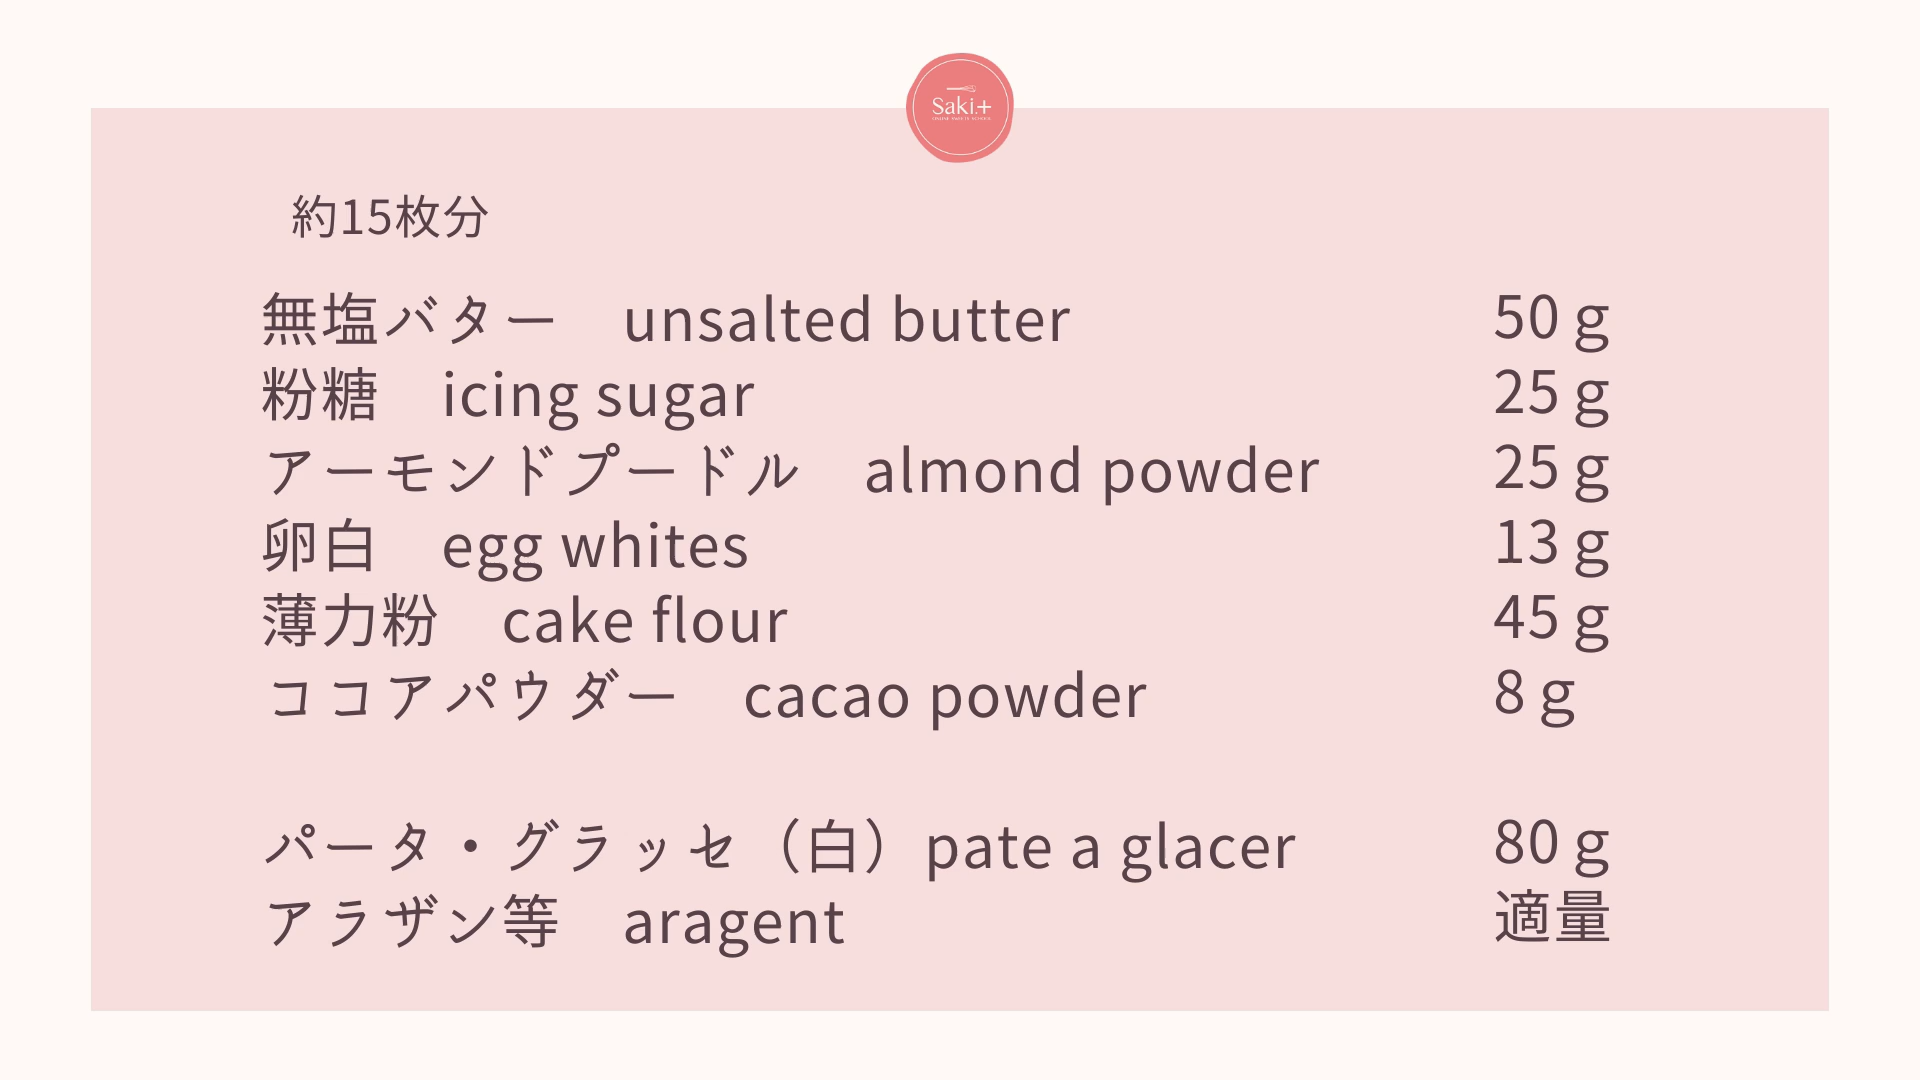 Saki.+
ONLINE SWEETS SCHOOL
約15枚分
無塩バター　unsalted butter 50 g
粉糖　icing sugar 25 g
アーモンドプードル　almond powder 25 g
卵白　egg whites 13 g
薄力粉　cake flour 45 g
ココアパウダー　cacao powder 8 g
パータ・グラッセ（白）pate a glacer 80 g
アラザン等　aragent 適量